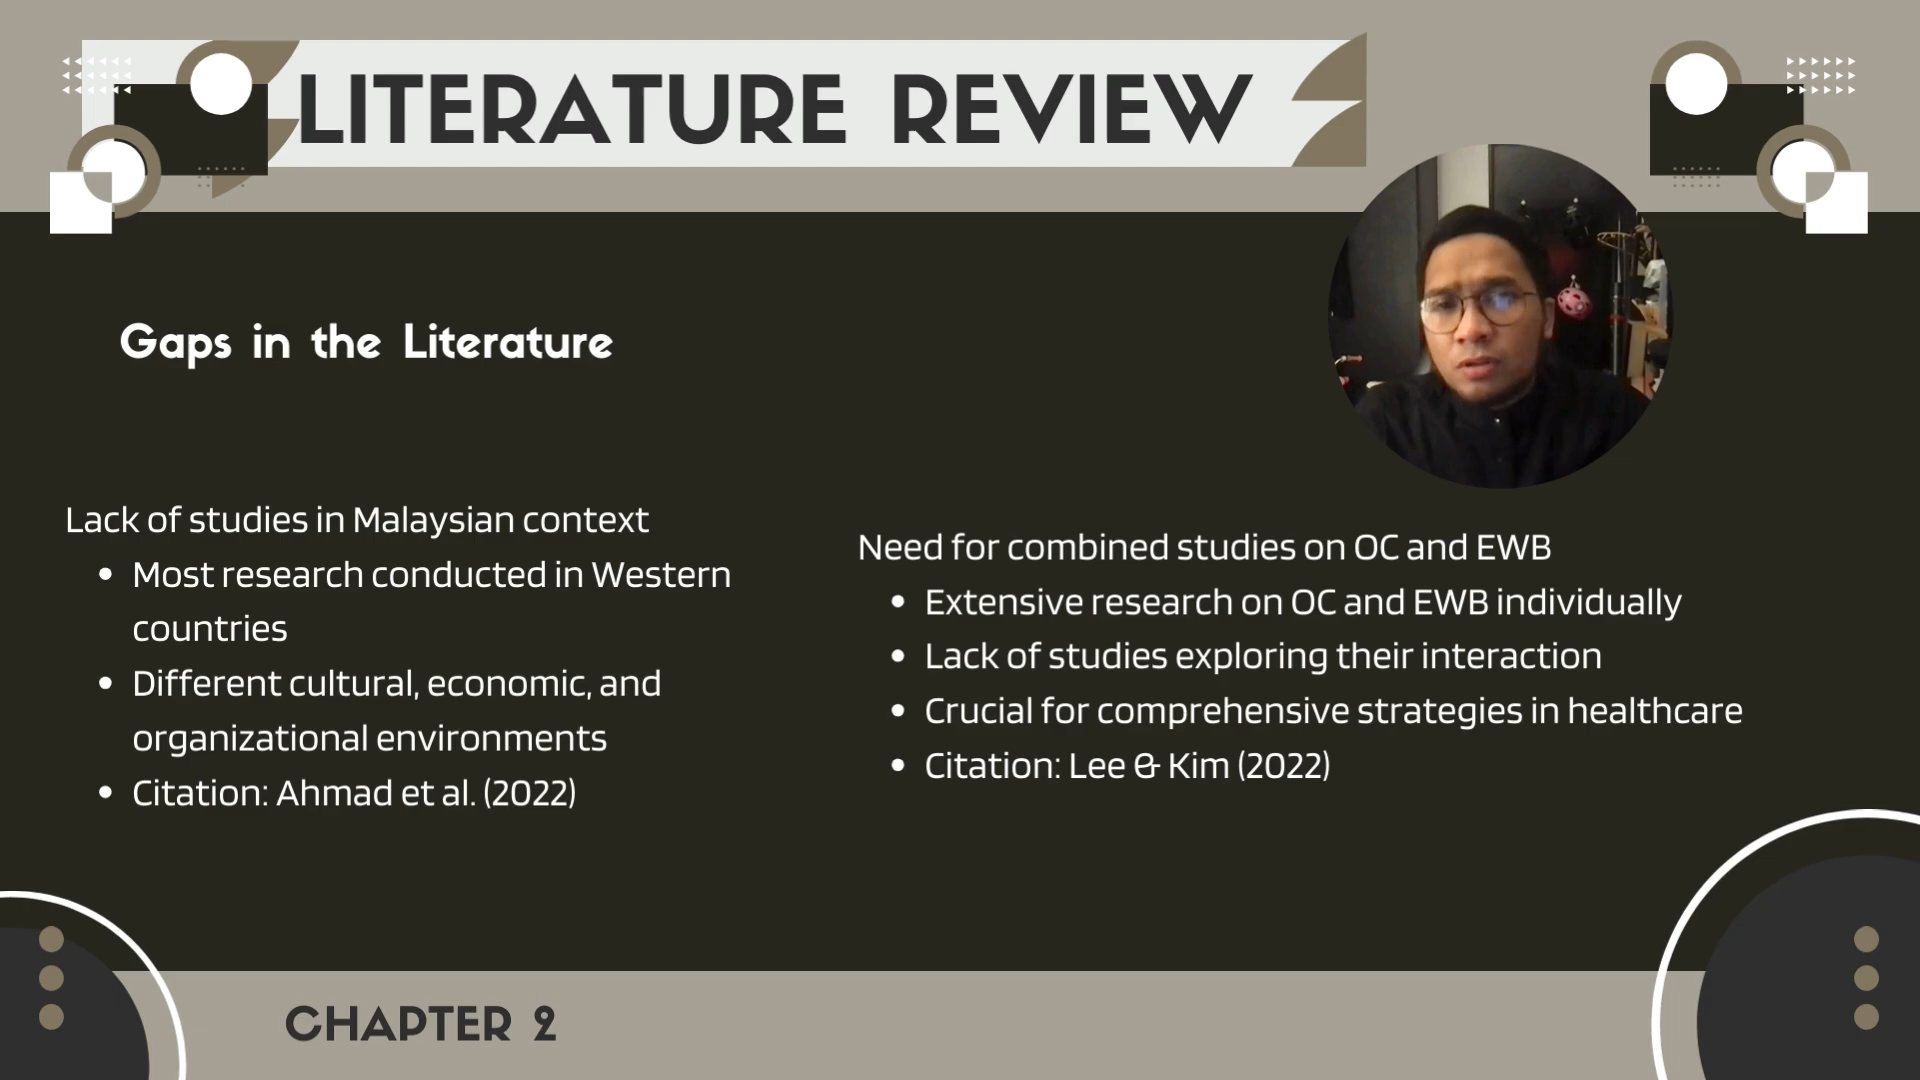 LITERATURE REVIEW
Gaps in the Literature
Lack of studies in Malaysian context
• Most research conducted in Western
countries
• Different cultural, economic, and
organizational environments
• Citation: Ahmad et al. (2022)
Need for combined studies on OC and EWB
• Extensive research on OC and EWB individually
• Lack of studies exploring their interaction
• Crucial for comprehensive strategies in healthcare
• Citation: Lee & Kim (2022)
CHAPTER 2